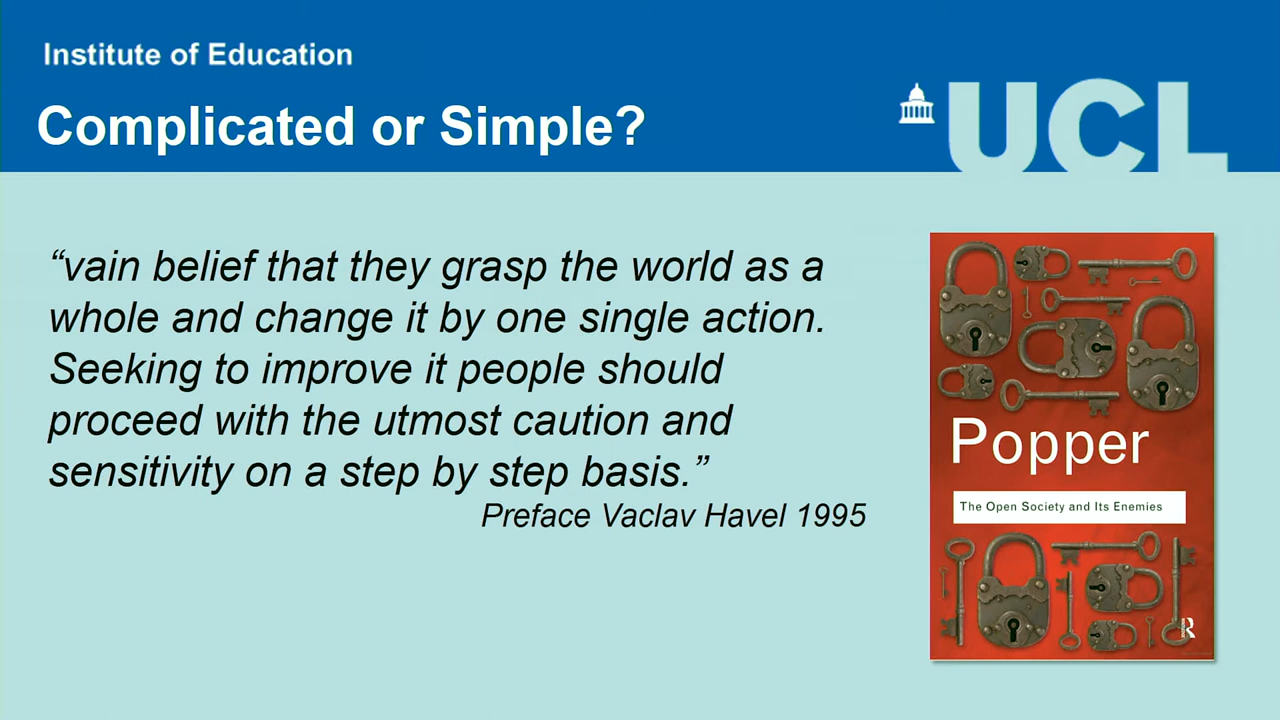 Institute of Education
Complicated or Simple?
UCL
“vain belief that they grasp the world as a
whole and change it by one single action.
Seeking to improve it people should
proceed with the utmost caution and
sensitivity on a step by step basis.”
Preface Vaclav Havel 1995
Popper
The Open Society and Its Enemies
R